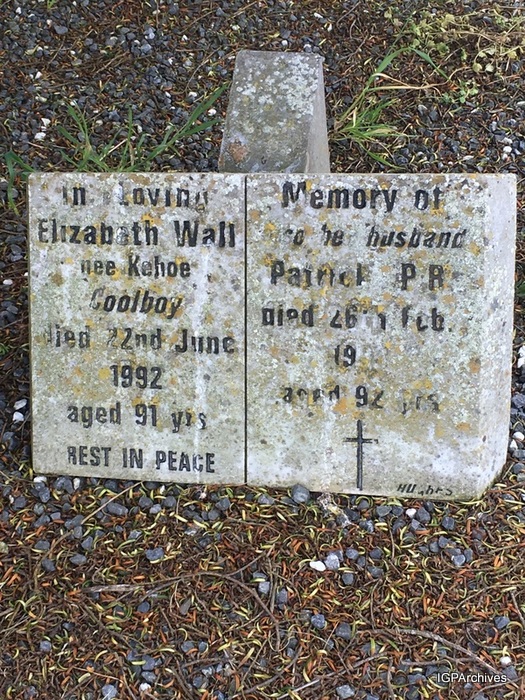 In Loving
Elizabeth Wall
nee Kehoe
Coolboy
died 22nd June
1992
aged 91 yrs
REST IN PEACE
Memory of
her husband
Patrick P.P.
died 26th Feb.
19
aged 92 yrs
Hughes
IGPArchives